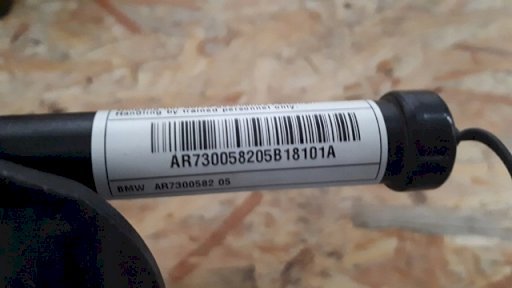 Handling by trained personnel only.
AR730058205B18101A
BMW AR7300582 05